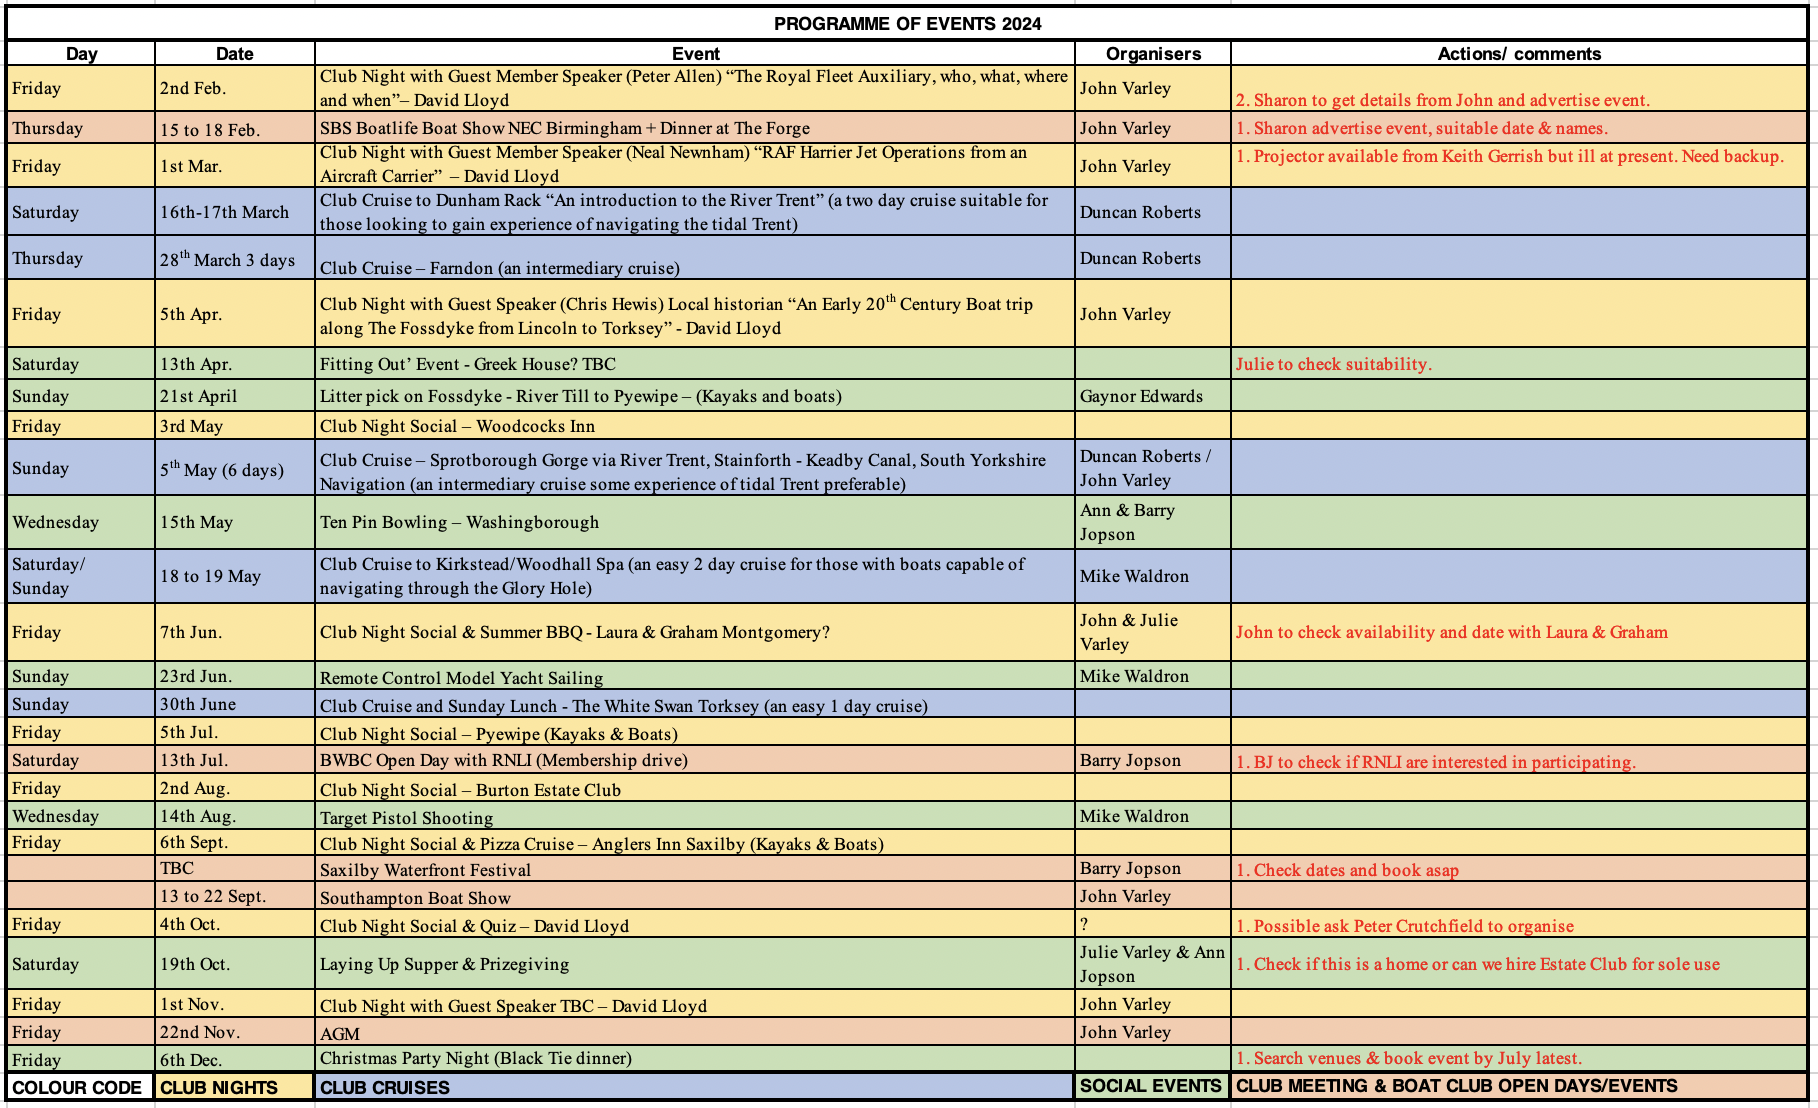 PROGRAMME OF EVENTS 2024
Day Date Event Organisers Actions/ comments
Friday 2nd Feb. Club Night with Guest Member Speaker (Peter Allen) “The Royal Fleet Auxiliary, who, what, where
and when”– David Lloyd John Varley 2. Sharon to get details from John and advertise event.
Thursday 15 to 18 Feb. SBS Boatlife Boat Show NEC Birmingham + Dinner at The Forge John Varley 1. Sharon advertise event, suitable date & names.
Friday 1st Mar. Club Night with Guest Member Speaker (Neal Newnham) “RAF Harrier Jet Operations from an
Aircraft Carrier” – David Lloyd John Varley 1. Projector available from Keith Gerrish but ill at present. Need backup.
Saturday 16th-17th March Club Cruise to Dunham Rack “An introduction to the River Trent” (a two day cruise suitable for
those looking to gain experience of navigating the tidal Trent) Duncan Roberts
Thursday 28th March 3 days Club Cruise – Farndon (an intermediary cruise) Duncan Roberts
Friday 5th Apr. Club Night with Guest Speaker (Chris Hewis) Local historian “An Early 20th Century Boat trip
along The Fossdyke from Lincoln to Torksey” - David Lloyd John Varley
Saturday 13th Apr. Fitting Out’ Event - Greek House? TBC Julie to check suitability.
Sunday 21st April Litter pick on Fossdyke - River Till to Pyewipe – (Kayaks and boats) Gaynor Edwards
Friday 3rd May Club Night Social – Woodcocks Inn
Sunday 5th May (6 days) Club Cruise – Sprotborough Gorge via River Trent, Stainforth - Keadby Canal, South Yorkshire
Navigation (an intermediary cruise some experience of tidal Trent preferable) Duncan Roberts /
John Varley
Wednesday 15th May Ten Pin Bowling – Washingborough Ann & Barry
Jopson
Saturday/
Sunday 18 to 19 May Club Cruise to Kirkstead/Woodhall Spa (an easy 2 day cruise for those with boats capable of
navigating through the Glory Hole) Mike Waldron
Friday 7th Jun. Club Night Social & Summer BBQ - Laura & Graham Montgomery? John & Julie
Varley John to check availability and date with Laura & Graham
Sunday 23rd Jun. Remote Control Model Yacht Sailing Mike Waldron
Sunday 30th June Club Cruise and Sunday Lunch - The White Swan Torksey (an easy 1 day cruise)
Friday 5th Jul. Club Night Social – Pyewipe (Kayaks & Boats)
Saturday 13th Jul. BWBC Open Day with RNLI (Membership drive) Barry Jopson 1. BJ to check if RNLI are interested in participating.
Friday 2nd Aug. Club Night Social – Burton Estate Club
Wednesday 14th Aug. Target Pistol Shooting Mike Waldron
Friday 6th Sept. Club Night Social & Pizza Cruise – Anglers Inn Saxilby (Kayaks & Boats)
TBC Saxilby Waterfront Festival Barry Jopson 1. Check dates and book asap
13 to 22 Sept. Southampton Boat Show John Varley
Friday 4th Oct. Club Night Social & Quiz – David Lloyd ? 1. Possible ask Peter Crutchfield to organise
Saturday 19th Oct. Laying Up Supper & Prizegiving Julie Varley & Ann
Jopson 1. Check if this is a home or can we hire Estate Club for sole use
Friday 1st Nov. Club Night with Guest Speaker TBC – David Lloyd John Varley
Friday 22nd Nov. AGM John Varley
Friday 6th Dec. Christmas Party Night (Black Tie dinner) 1. Search venues & book event by July latest.
COLOUR CODE CLUB NIGHTS CLUB CRUISES SOCIAL EVENTS CLUB MEETING & BOAT CLUB OPEN DAYS/EVENTS